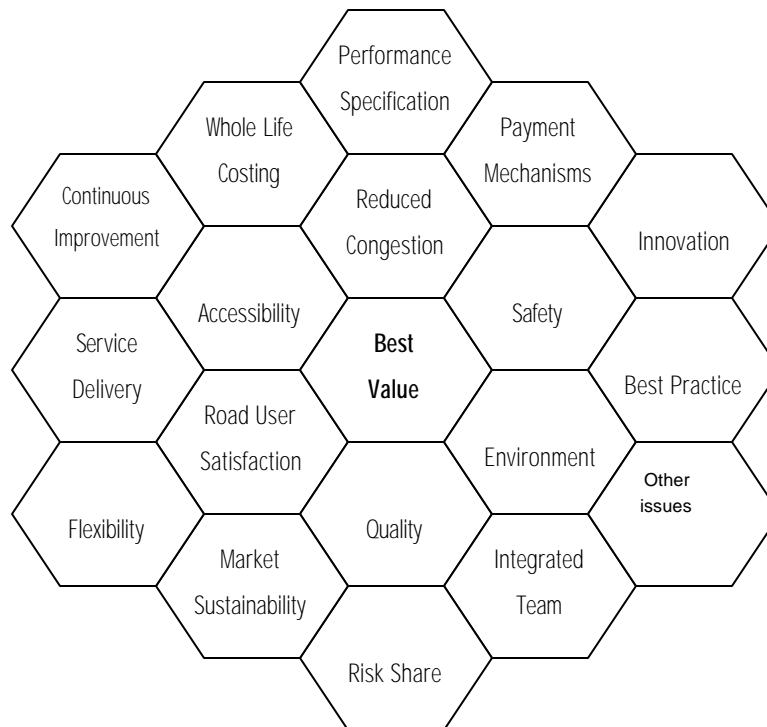 Performance
Specification
Whole Life
Costing
Payment
Mechanisms
Continuous
Improvement
Reduced
Congestion
Innovation
Accessibility
Safety
Service
Delivery
Best
Value
Best Practice
Road User
Satisfaction
Environment
Other
issues
Flexibility
Quality
Market
Sustainability
Integrated
Team
Risk Share